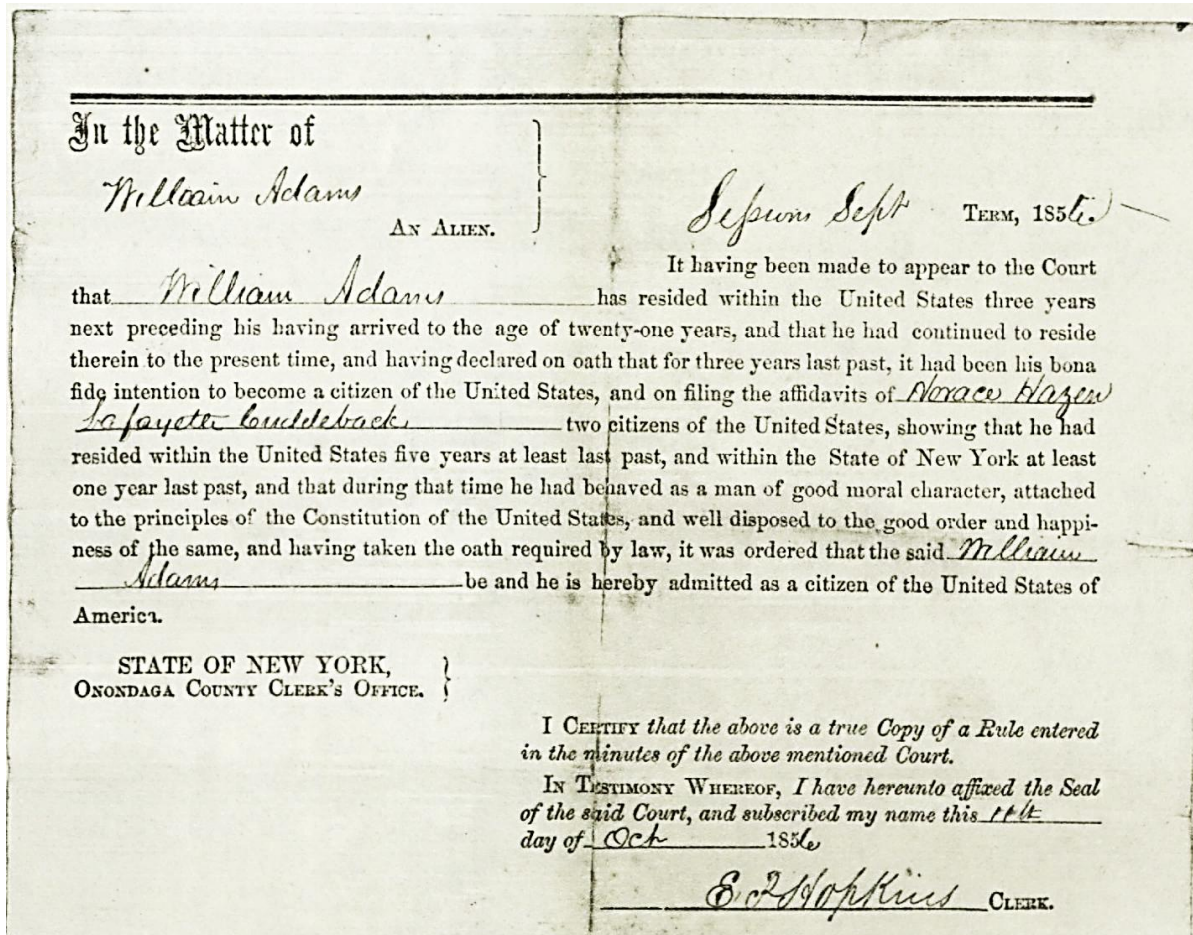 In the Matter of
William Adams
AN ALIEN.
Sessions Sept TERM, 1856.
It having been made to appear to the Court
that William Adams has resided within the United States three years
next preceding his having arrived to the age of twenty-one years, and that he had continued to reside
therein to the present time, and having declared on oath that for three years last past, it had been his bona
fide intention to become a citizen of the United States, and on filing the affidavits of Horace Hazen
Lafayette Cuddeback two citizens of the United States, showing that he had
resided within the United States five years at least last past, and within the State of New York at least
one year last past, and that during that time he had behaved as a man of good moral character, attached
to the principles of the Constitution of the United States, and well disposed to the good order and happi-
ness of the same, and having taken the oath required by law, it was ordered that the said William
Adams be and he is hereby admitted as a citizen of the United States of
America.
STATE OF NEW YORK,
ONONDAGA COUNTY CLERK'S OFFICE.
I CERTIFY that the above is a true Copy of a Rule entered
in the minutes of the above mentioned Court.
IN TESTIMONY WHEREOF, I have hereunto affixed the Seal
of the said Court, and subscribed my name this 11th
day of Oct 1856
E F Hopkins CLERK.